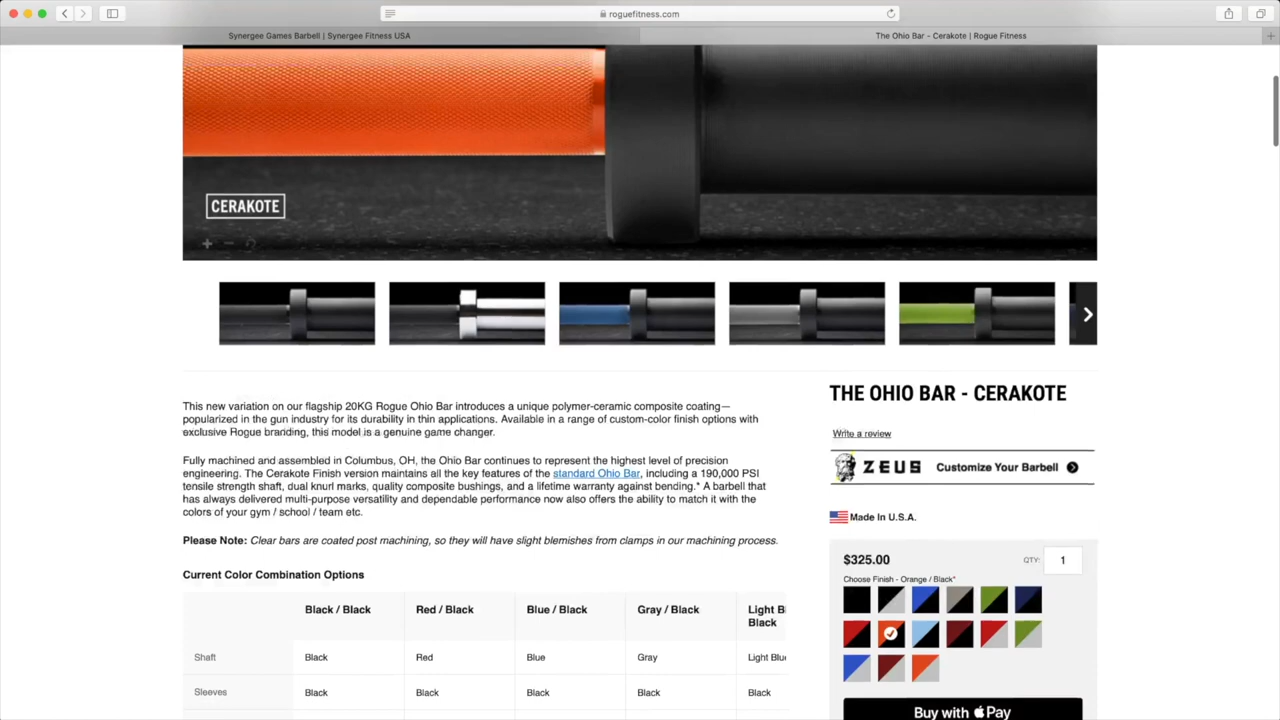 roguefitness.com
Synergee Games Barbell | Synergee Fitness USA
The Ohio Bar - Cerakote | Rogue Fitness
CERAKOTE
This new variation on our flagship 20KG Rogue Ohio Bar introduces a unique polymer-ceramic composite coating—
popularized in the gun industry for its durability in thin applications. Available in a range of custom-color finish options with
exclusive Rogue branding, this model is a genuine game changer.
Fully machined and assembled in Columbus, OH, the Ohio Bar continues to represent the highest level of precision
engineering. The Cerakote Finish version maintains all the key features of the standard Ohio Bar, including a 190,000 PSI
tensile strength shaft, dual knurl marks, quality composite bushings, and a lifetime warranty against bending.* A barbell that
has always delivered multi-purpose versatility and dependable performance now also offers the ability to match it with the
colors of your gym / school / team etc.
Please Note: Clear bars are coated post machining, so they will have slight blemishes from clamps in our machining process.
Current Color Combination Options
Black / Black Red / Black Blue / Black Gray / Black Light Bl
Black
Shaft Black Red Blue Gray Light Blu
Sleeves Black Black Black Black Black
THE OHIO BAR - CERAKOTE
Write a review
ZEUS Customize Your Barbell
Made In U.S.A.
$325.00 QTY: 1
Choose Finish - Orange / Black*
Buy with Pay